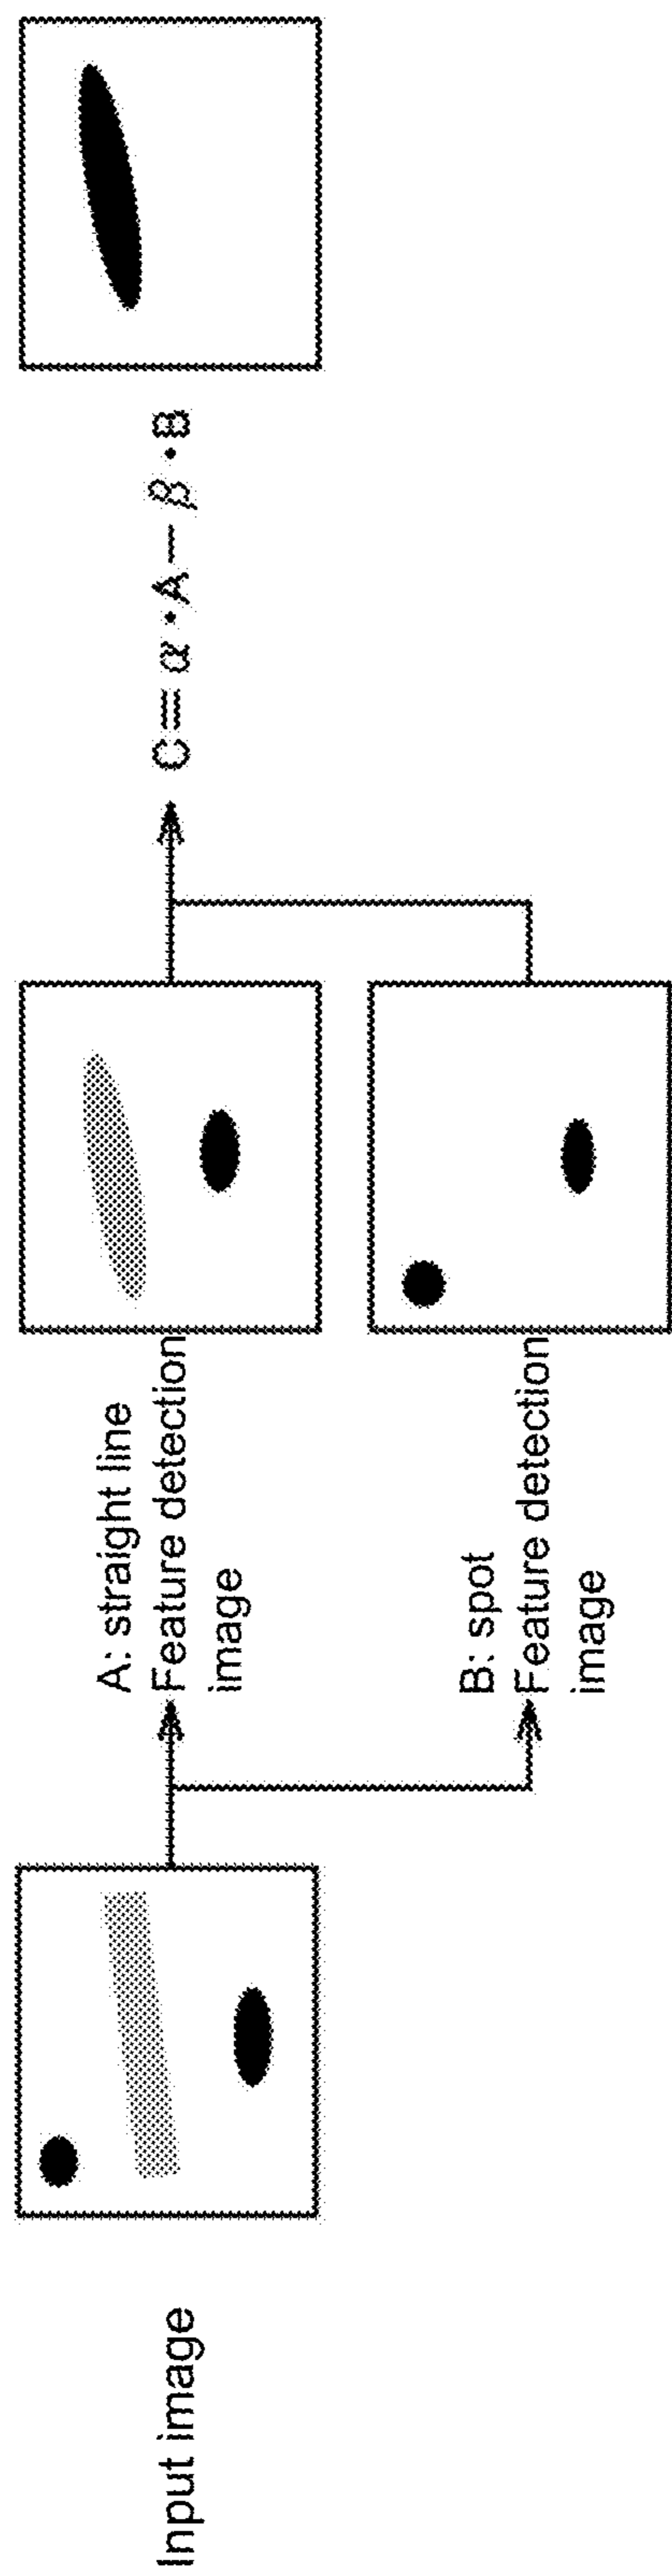 Input image
A: straight line
Feature detection
image
B: spot
Feature detection
image
C=α・A−β・B